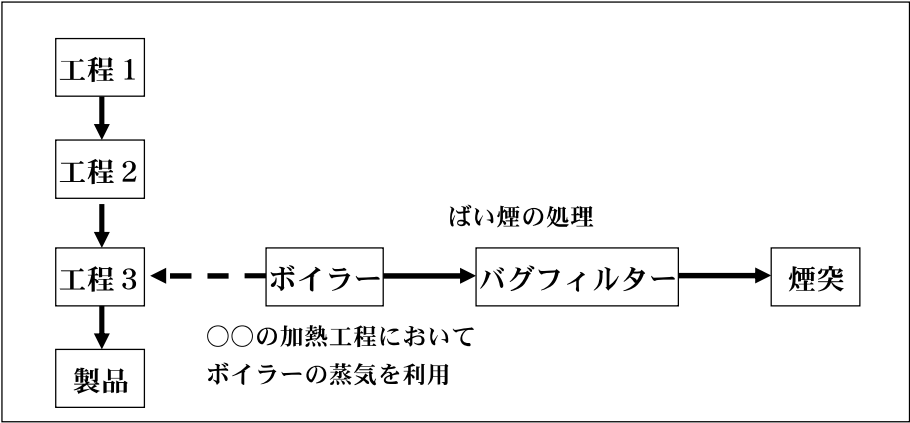 工程1
工程2
ばい煙の処理
工程3
ボイラー
バグフィルター
煙突
〇〇の加熱工程において
ボイラーの蒸気を利用
製品